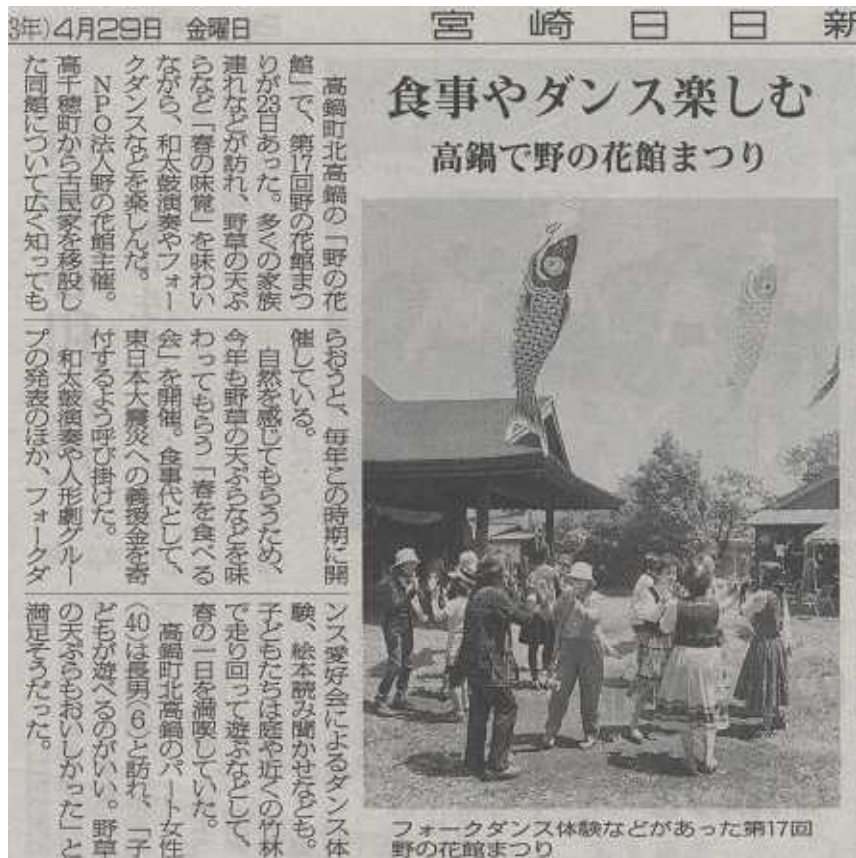 3年)4月29日 金曜日
宮崎日日新
食事やダンス楽しむ
高鍋で野の花館まつり
高鍋町北高鍋の「野の花
館」で、第17回野の花館まつ
りが23日あった。多くの家族
連れなどが訪れ、野草の天ぷ
らなど「春の味覚」を味わい
ながら、和太鼓演奏やフォー
クダンスなどを楽しんだ。
NPO法人野の花館主催。
高千穂町から古民家を移設し
た同館について広く知っても
らおうと、毎年この時期に開
催している。
自然を感じてもらうため、
今年も野草の天ぷらなどを味
わってもらう「春を食べる
会」を開催。食事代として、
東日本大震災への義援金を寄
付するよう呼び掛けた。
和太鼓演奏や人形劇グルー
プの発表のほか、フォークダ
ンス愛好会によるダンス体
験、絵本読み聞かせなども。
子どもたちは庭や近くの竹林
で走り回って遊ぶなどして、
春の一日を満喫していた。
高鍋町北高鍋のパート女性
(40)は長男(6)と訪れ、「子
どもが遊べるのがいい。野草
の天ぷらもおいしかった」と
満足そうだった。
フォークダンス体験などがあった第17回
野の花館まつり